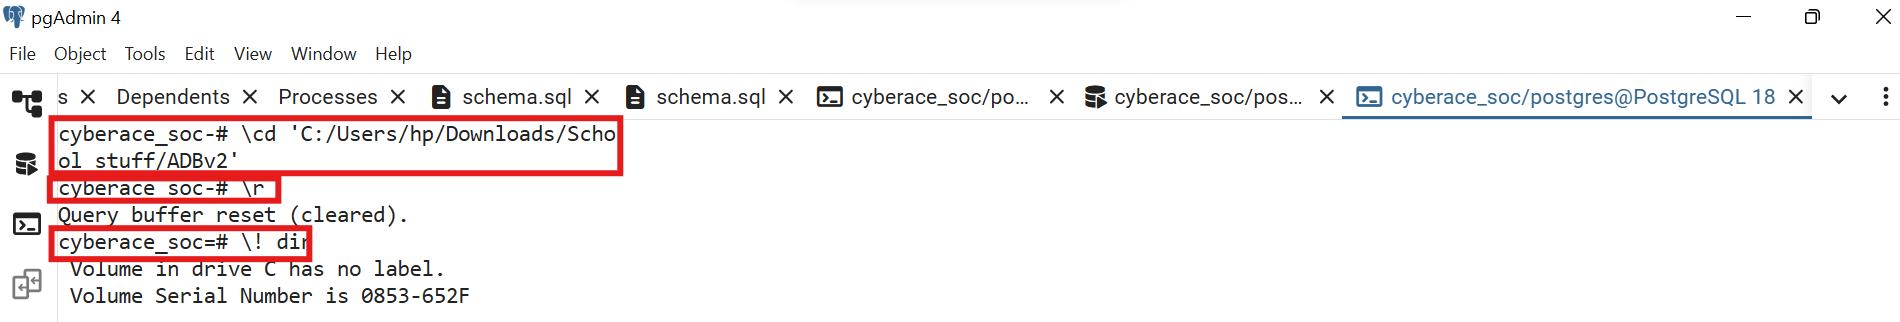 pgAdmin 4
File Object Tools Edit View Window Help
s Dependents Processes schema.sql schema.sql cyberace_soc/po... cyberace_soc/pos... cyberace_soc/postgres@PostgreSQL 18
cyberace_soc-# \cd 'C:/Users/hp/Downloads/Scho
ol stuff/ADBv2'
cyberace_soc-# \r
Query buffer reset (cleared).
cyberace_soc=# \! dir
Volume in drive C has no label.
Volume Serial Number is 0853-652F